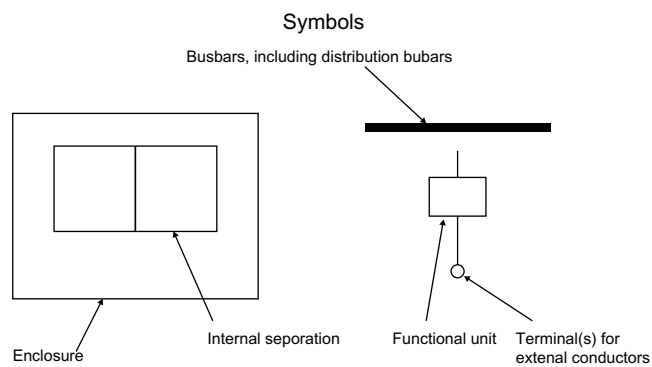 Symbols
Busbars, including distribution bubars
Internal seporation
Functional unit
Terminal(s) for
extenal conductors
Enclosure